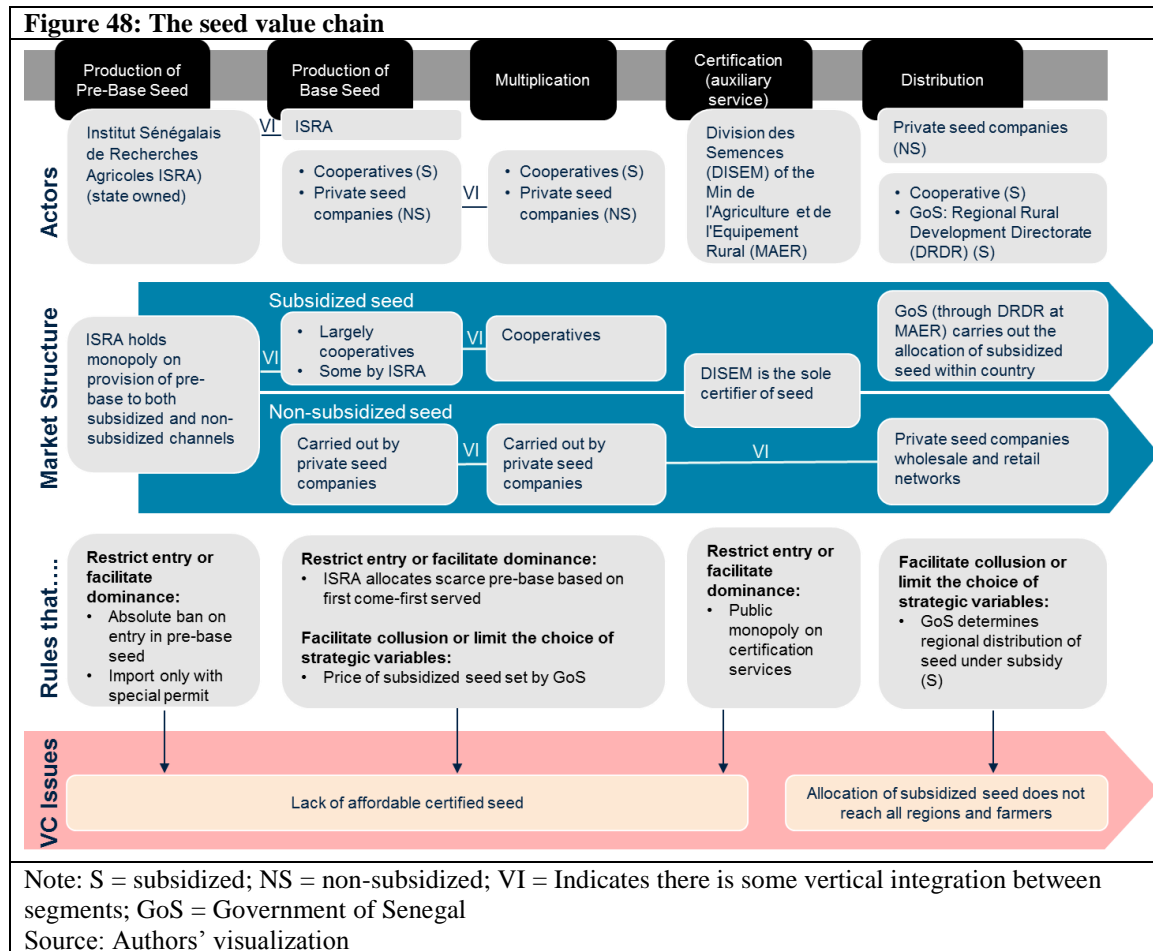 Figure 48: The seed value chain
Production of
Pre-Base Seed
Production of
Base Seed
Multiplication
Certification
(auxiliary
service)
Distribution
Actors
Institut Sénégalais
de Recherches
Agricoles ISRA)
(state owned)
VI
ISRA
• Cooperatives (S)
• Private seed
companies (NS)
VI
• Cooperatives (S)
• Private seed
companies (NS)
Division des
Semences
(DISEM) of the
Min de
l'Agriculture et de
l'Equipement
Rural (MAER)
Private seed companies
(NS)
• Cooperative (S)
• GoS: Regional Rural
Development Directorate
(DRDR) (S)
Market Structure
ISRA holds
monopoly on
provision of pre-
base to both
subsidized and non-
subsidized channels
Subsidized seed
VI
• Largely
cooperatives
• Some by ISRA
VI
Cooperatives
DISEM is the sole
certifier of seed
GoS (through DRDR at
MAER) carries out the
allocation of subsidized
seed within country
Non-subsidized seed
Carried out by
private seed
companies
VI
Carried out by
private seed
companies
VI
Private seed companies
wholesale and retail
networks
Rules that....
Restrict entry or
facilitate
dominance:
• Absolute ban on
entry in pre-base
seed
• Import only with
special permit
Restrict entry or facilitate dominance:
• ISRA allocates scarce pre-base based on
first come-first served
Facilitate collusion or limit the choice of
strategic variables:
• Price of subsidized seed set by GoS
Restrict entry or
facilitate
dominance:
• Public
monopoly on
certification
services
Facilitate collusion or
limit the choice of
strategic variables:
• GoS determines
regional distribution of
seed under subsidy
(S)
VC Issues
Lack of affordable certified seed
Allocation of subsidized seed does not
reach all regions and farmers
Note: S = subsidized; NS = non-subsidized; VI = Indicates there is some vertical integration between
segments; GoS = Government of Senegal
Source: Authors' visualization